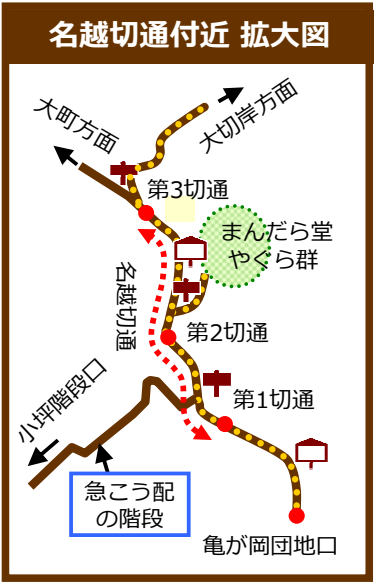 名越切通付近 拡大図
大切岸方面
大町方面
第3切通
まんだら堂
やぐら群
名越切通
第2切通
第1切通
小坪階段口
急こう配
の階段
亀が岡団地口